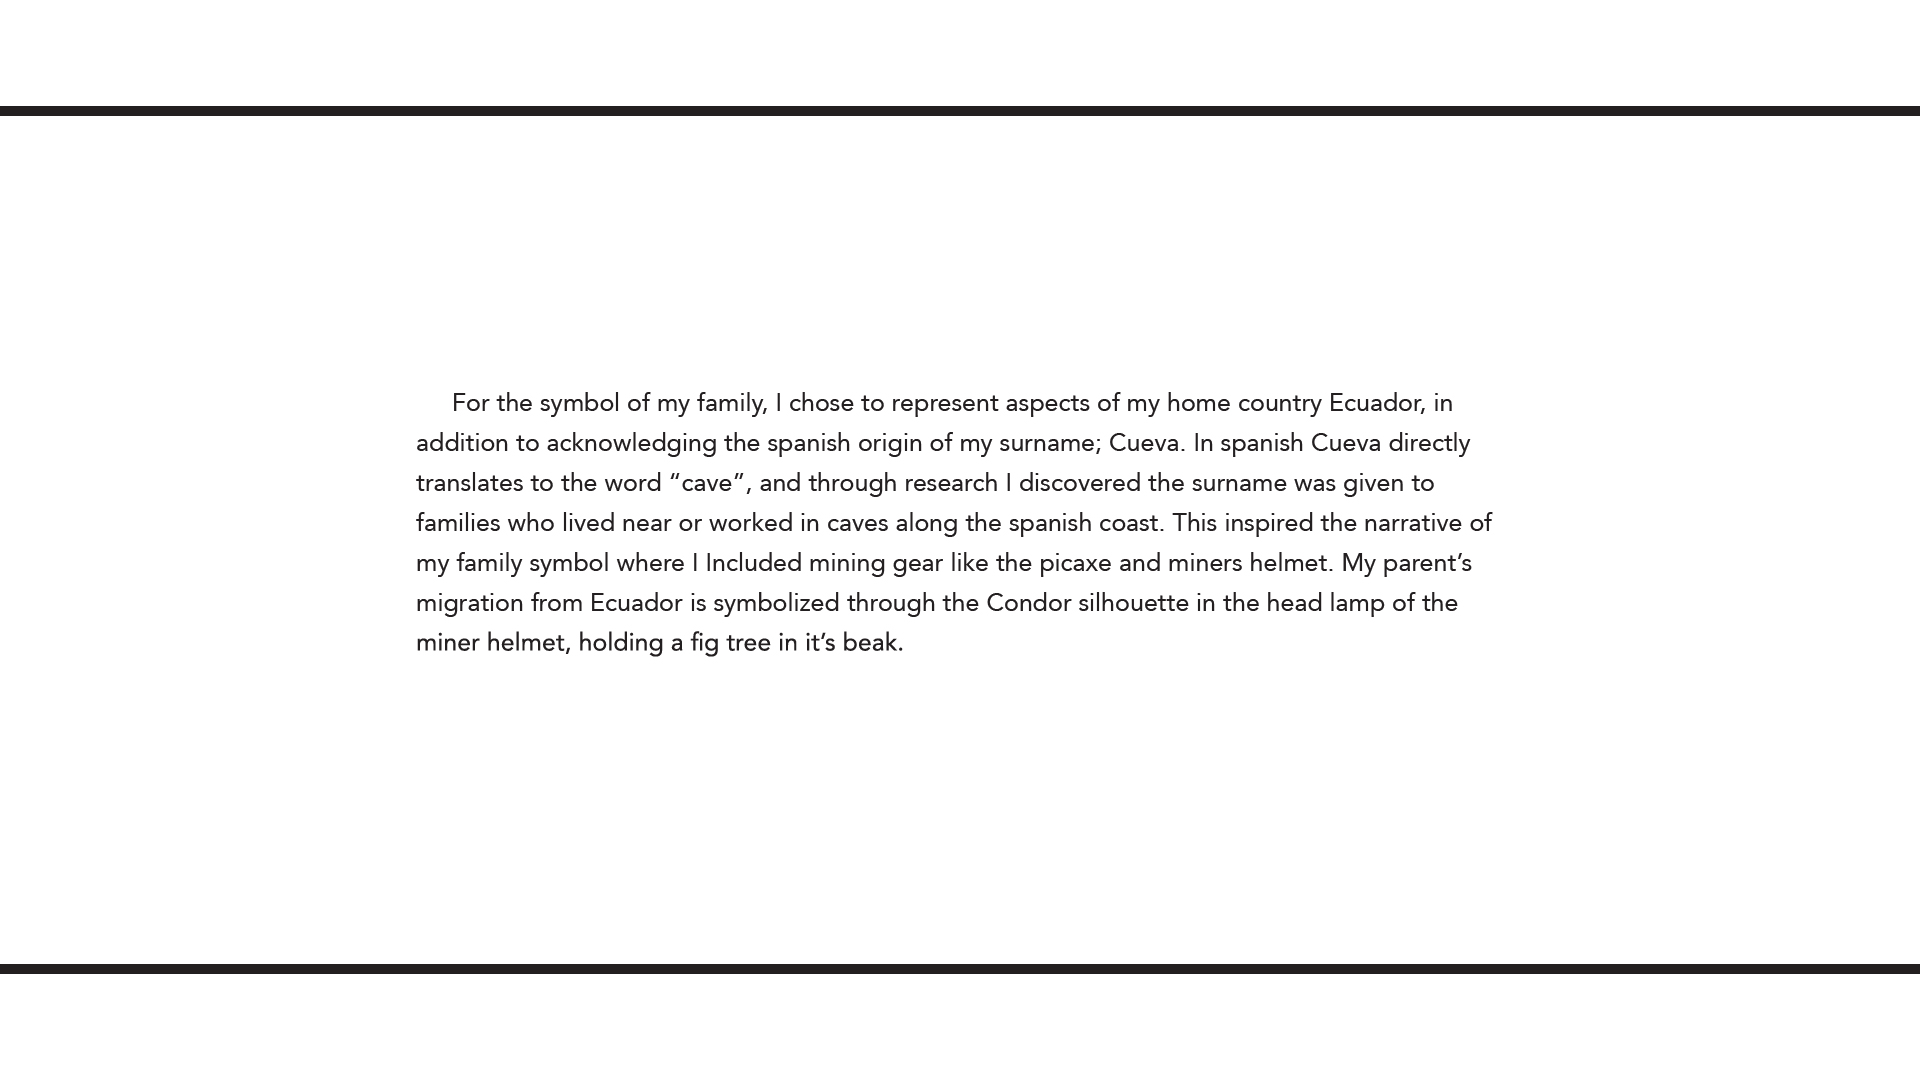 For the symbol of my family, I chose to represent aspects of my home country Ecuador, in
addition to acknowledging the spanish origin of my surname; Cueva. In spanish Cueva directly
translates to the word “cave”, and through research I discovered the surname was given to
families who lived near or worked in caves along the spanish coast. This inspired the narrative of
my family symbol where I Included mining gear like the picaxe and miners helmet. My parent’s
migration from Ecuador is symbolized through the Condor silhouette in the head lamp of the
miner helmet, holding a fig tree in it’s beak.